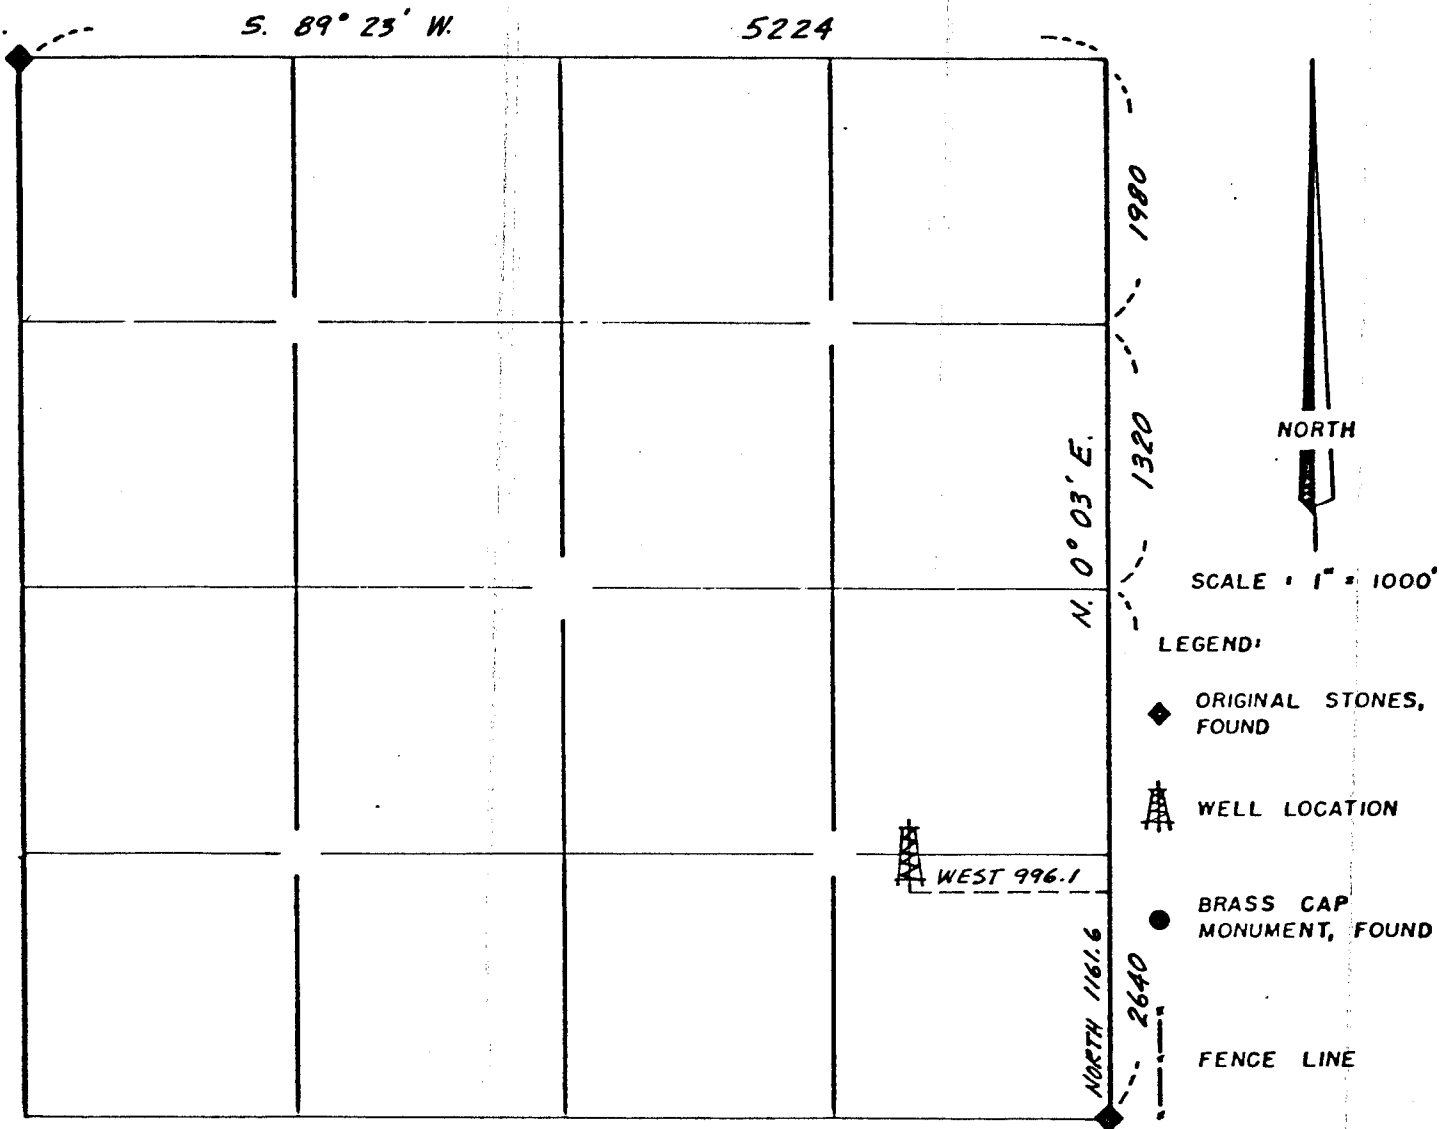 S. 89° 23' W. 5224
1980
1320
N. 0° 03' E.
NORTH
SCALE : 1" = 1000'
LEGEND:
ORIGINAL STONES,
FOUND
WELL LOCATION
WEST 996.1
BRASS CAP
MONUMENT, FOUND
NORTH 1161.6
2640
FENCE LINE